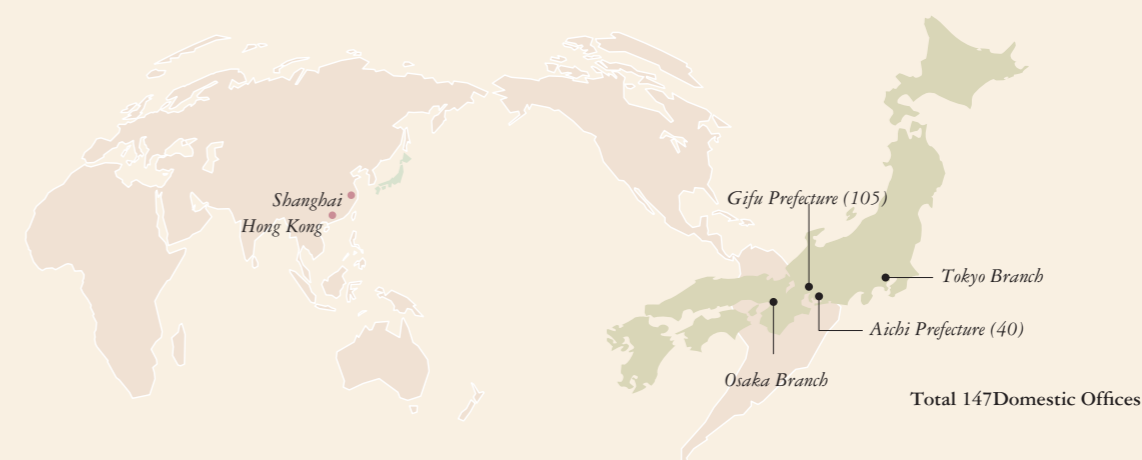 Shanghai
Hong Kong
Gifu Prefecture (105)
Tokyo Branch
Aichi Prefecture (40)
Osaka Branch
Total 147Domestic Offices